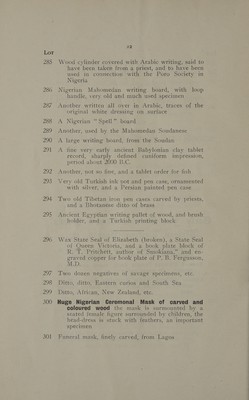 18
Lot
285 Wood cylinder covered with Arabic writing, said to
have been taken from a priest, and to have been
used in connection with the Poro Society in
Nigeria
286 Nigerian Mahomedan writing board, with loop
handle, very old and much used specimen
287 Another written all over in Arabic, traces of the
original white dressing on surface
288 A Nigerian "Spell" board
289 Another, used by the Mahomedan Soudanese
290 A large writing board, from the Soudan
291 A fine very early ancient Babylonian clay tablet
record, sharply defined cuniform impression,
period about 2000 B.C.
292 Another, not so fine, and a tablet order for fish
293 Very old Turkish ink pot and pen case, ornamented
with silver, and a Persian painted pen case
294 Two old Tibetan iron pen cases carved by priests,
and a Bhotanise ditto of brass
295 Ancient Egyptian writing pallet of wood, and brush
holder, and a Turkish printing block
296 Wax State Seal of Elizabeth (broken), a State Seal
of Queen Victoria, and a book plate block of
R. T. Pritchett, author of "Smokiana," and en-
graved copper for book plate of P. B. Fergusson,
M.D.
297 Two dozen negatives of savage specimens, etc.
298 Ditto, ditto, Eastern curios and South Sea
299 Ditto, African, New Zealand, etc.
300 Huge Nigerian Ceremonal Mask of carved and
coloured wood the mask is surmounted by a
seated female figure surrounded by children, the
head-dress is stuck with feathers, an important
specimen
301 Funeral mask, finely carved, from Lagos